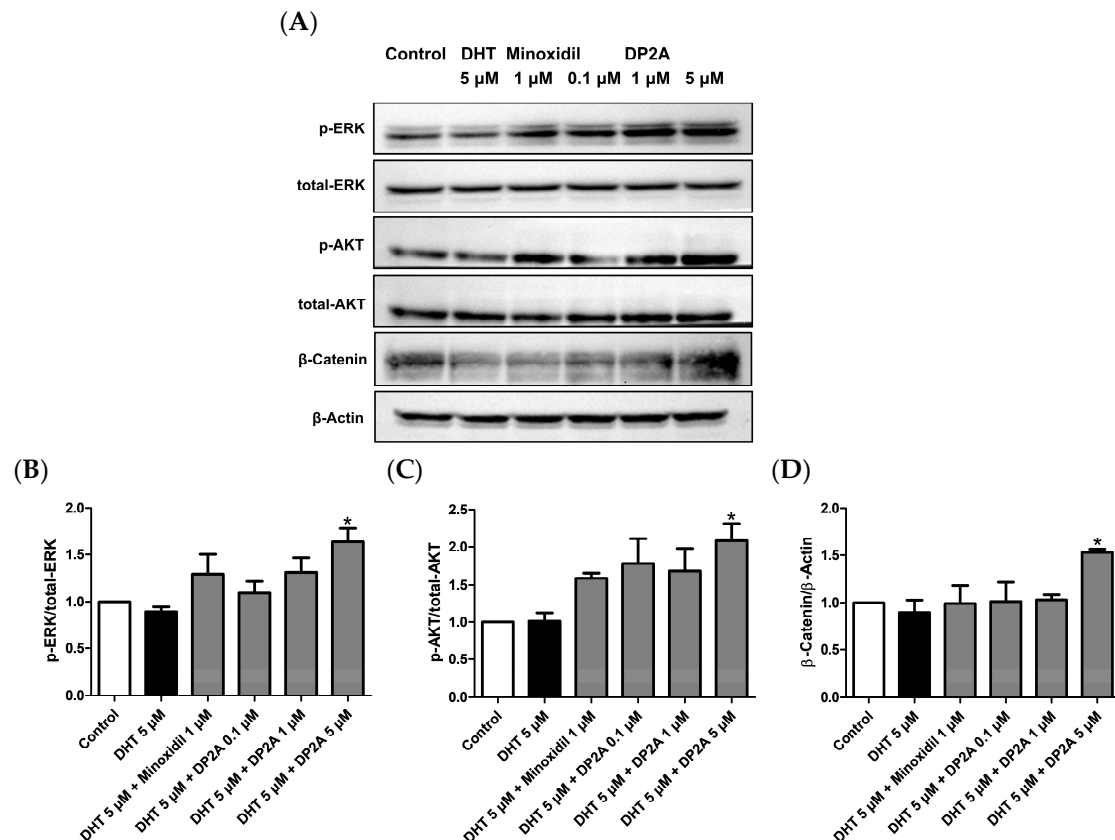 (A)
Control DHT Minoxidil DP2A
5 µM 1 µM 0.1 µM 1 µM 5 µM
p-ERK
total-ERK
p-AKT
total-AKT
β-Catenin
β-Actin
(B)
p-ERK/total-ERK
2.0
1.5
1.0
0.5
0.0
*
Control
DHT 5 µM
DHT 5 µM + Minoxidil 1 µM
DHT 5 µM + DP2A 0.1 µM
DHT 5 µM + DP2A 1 µM
DHT 5 µM + DP2A 5 µM
(C)
p-AKT/total-AKT
2.5
2.0
1.5
1.0
0.5
0.0
*
Control
DHT 5 µM
DHT 5 µM + Minoxidil 1 µM
DHT 5 µM + DP2A 0.1 µM
DHT 5 µM + DP2A 1 µM
DHT 5 µM + DP2A 5 µM
(D)
β-Catenin/β-Actin
2.0
1.5
1.0
0.5
0.0
*
Control
DHT 5 µM
DHT 5 µM + Minoxidil 1 µM
DHT 5 µM + DP2A 0.1 µM
DHT 5 µM + DP2A 1 µM
DHT 5 µM + DP2A 5 µM